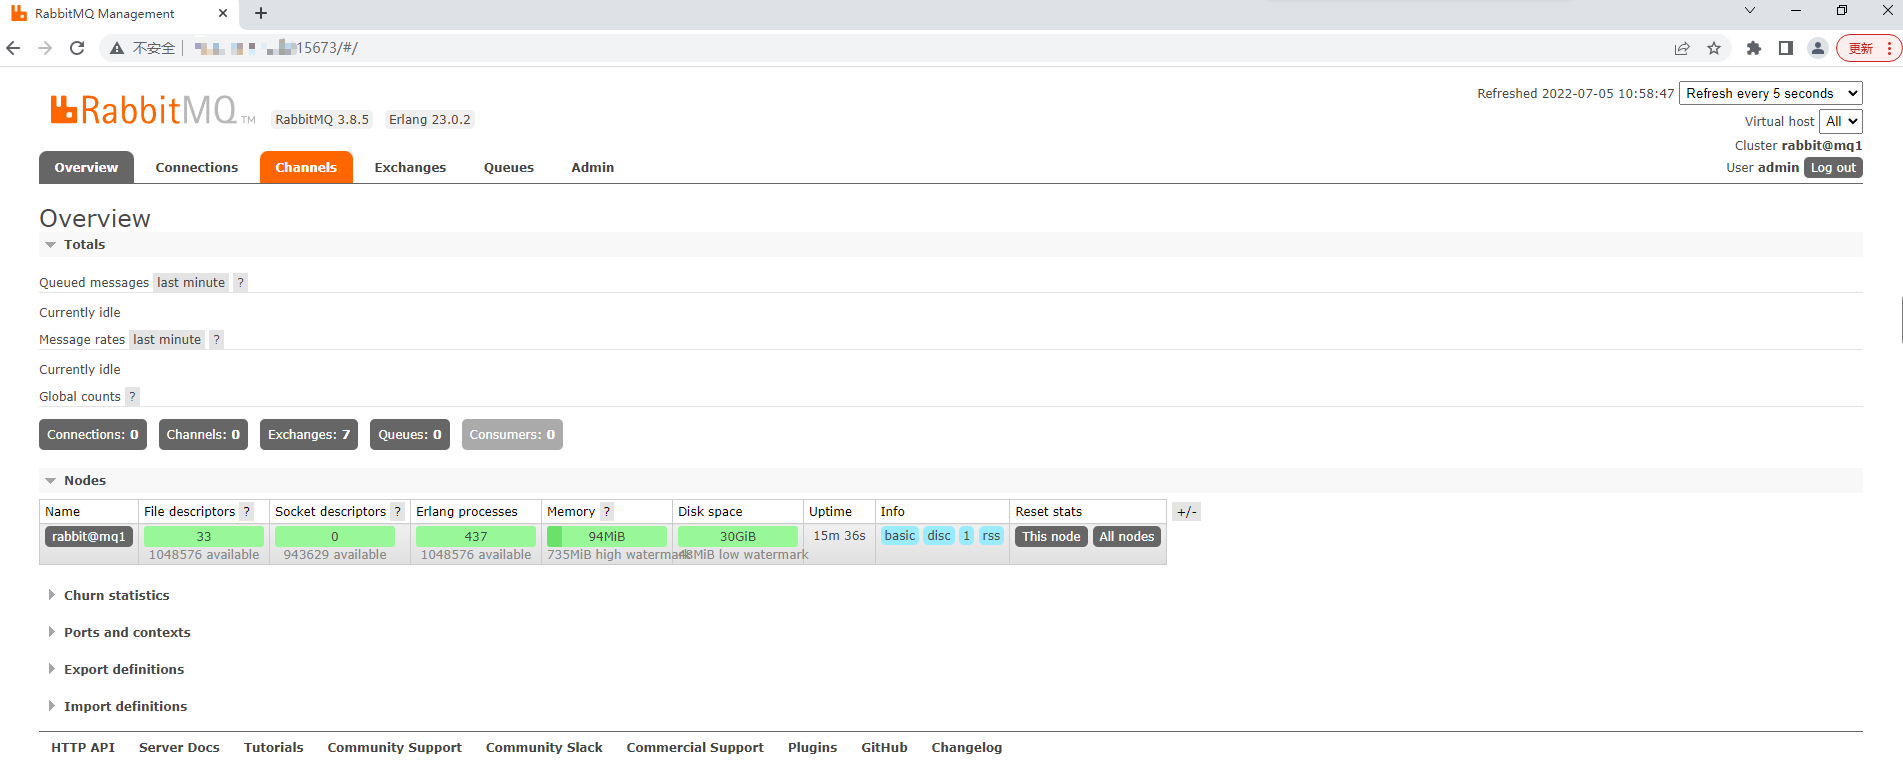 RabbitMQ Management
不安全 15673/#/
更新
RabbitMQ TM RabbitMQ 3.8.5 Erlang 23.0.2
Refreshed 2022-07-05 10:58:47 Refresh every 5 seconds
Virtual host All
Cluster rabbit@mq1
User admin Log out
Overview Connections Channels Exchanges Queues Admin
Overview
Totals
Queued messages last minute ?
Currently idle
Message rates last minute ?
Currently idle
Global counts ?
Connections: 0 Channels: 0 Exchanges: 7 Queues: 0 Consumers: 0
Nodes
Name File descriptors ? Socket descriptors ? Erlang processes Memory ? Disk space Uptime Info Reset stats +/-
rabbit@mq1 33 0 437 94MiB 30GiB 15m 36s basic disc 1 rss This node All nodes
1048576 available 943629 available 1048576 available 735MiB high watermark 48MiB low watermark
Churn statistics
Ports and contexts
Export definitions
Import definitions
HTTP API Server Docs Tutorials Community Support Community Slack Commercial Support Plugins GitHub Changelog